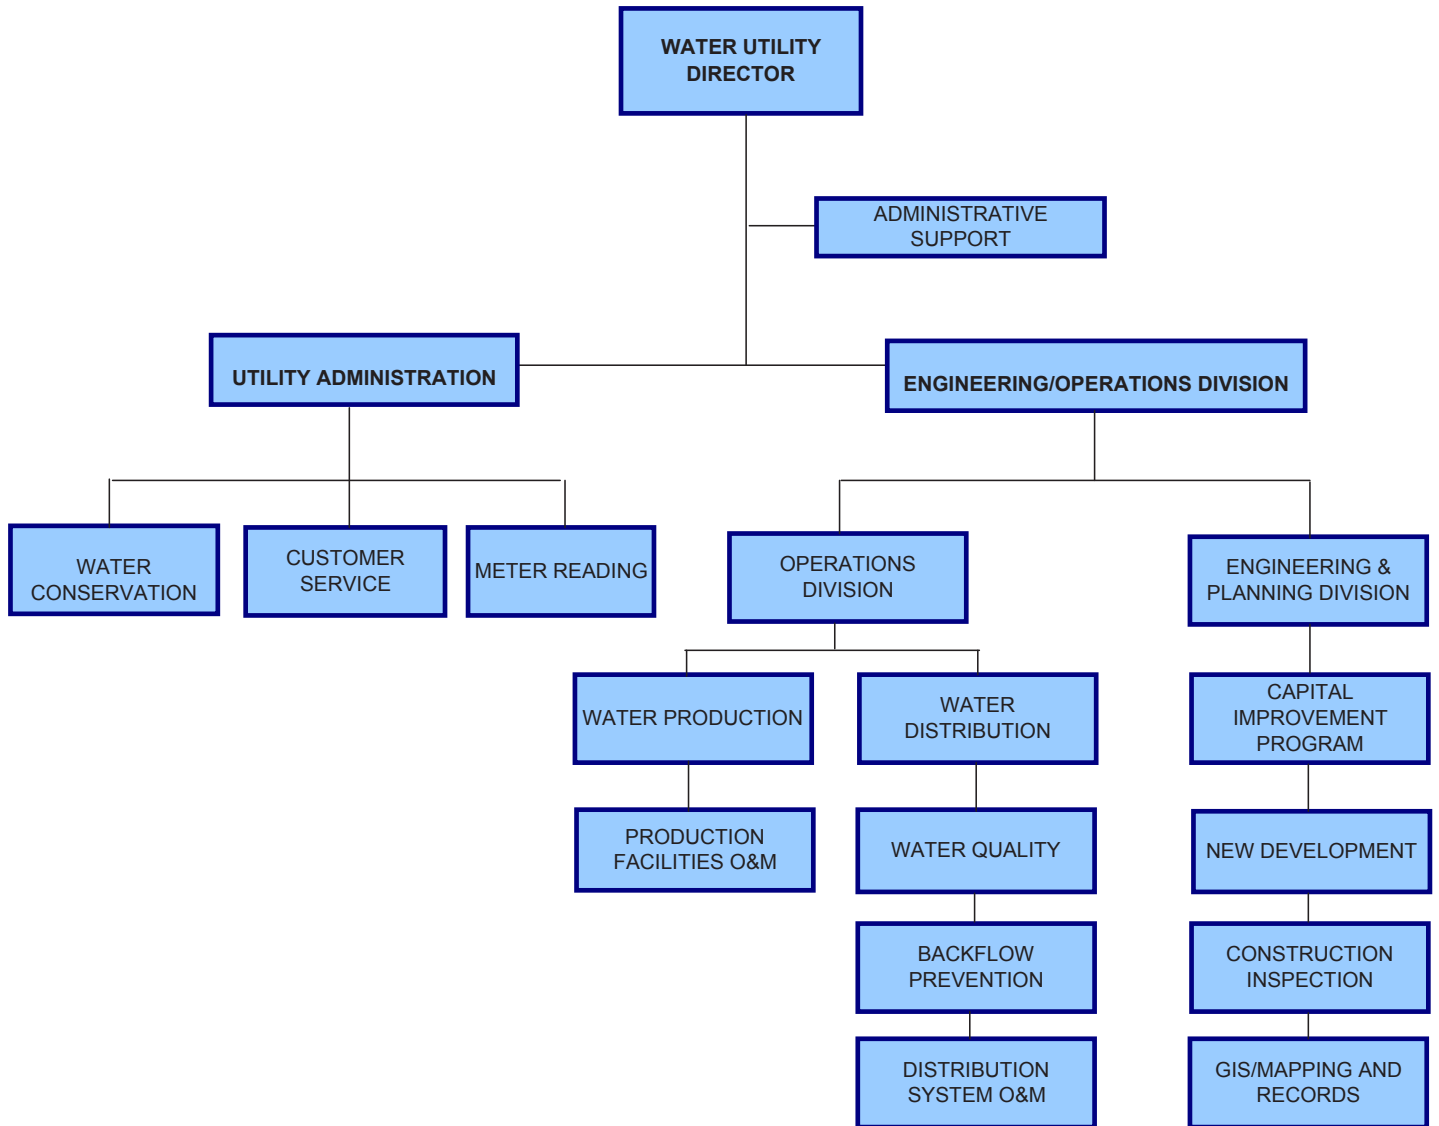 WATER UTILITY
DIRECTOR
ADMINISTRATIVE
SUPPORT
UTILITY ADMINISTRATION
ENGINEERING/OPERATIONS DIVISION
WATER
CONSERVATION
CUSTOMER
SERVICE
METER READING
OPERATIONS
DIVISION
ENGINEERING &
PLANNING DIVISION
WATER PRODUCTION
WATER
DISTRIBUTION
CAPITAL
IMPROVEMENT
PROGRAM
PRODUCTION
FACILITIES O&M
WATER QUALITY
NEW DEVELOPMENT
BACKFLOW
PREVENTION
CONSTRUCTION
INSPECTION
DISTRIBUTION
SYSTEM O&M
GIS/MAPPING AND
RECORDS